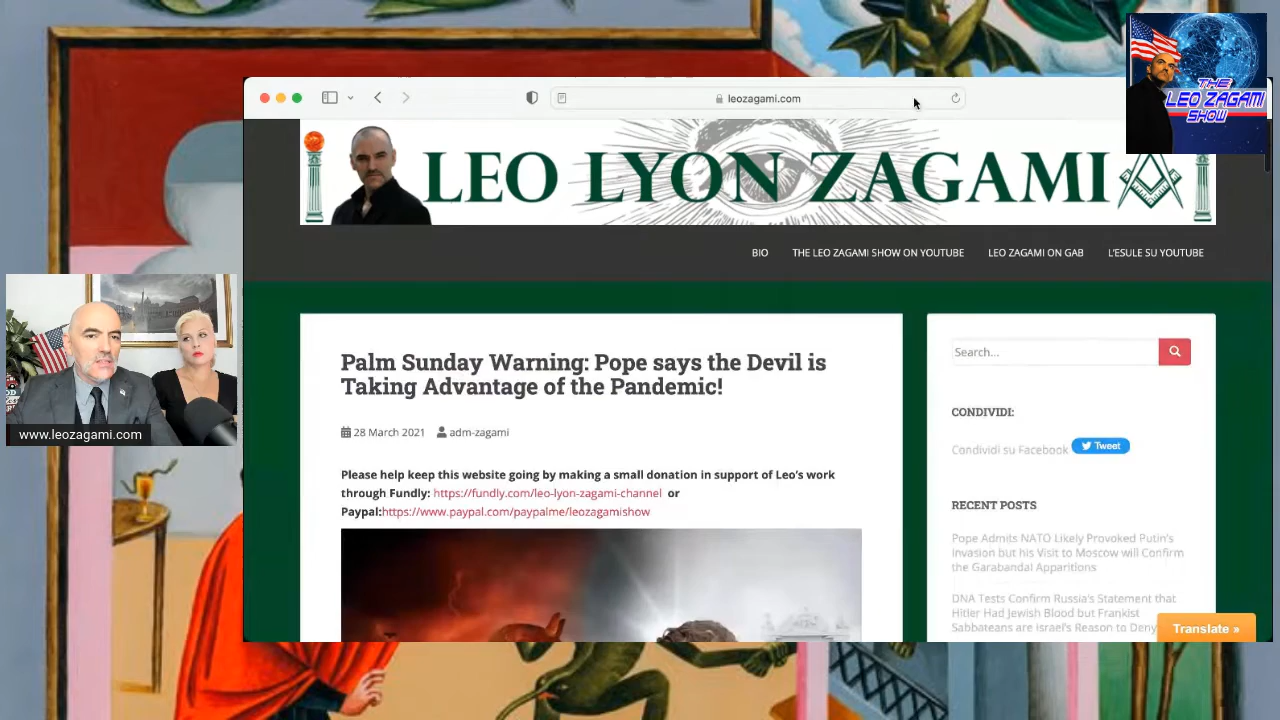 leozagami.com
THE
LEO ZAGAMI
SHOW
LEO LYON ZAGAMI
BIO
THE LEO ZAGAMI SHOW ON YOUTUBE
LEO ZAGAMI ON GAB
L'ESULE SU YOUTUBE
Palm Sunday Warning: Pope says the Devil is
Taking Advantage of the Pandemic!
28 March 2021 adm-zagami
Please help keep this website going by making a small donation in support of Leo's work
through Fundly: https://fundly.com/leo-lyon-zagami-channel or
Paypal:https://www.paypal.com/paypalme/leozagamishow
Search...
CONDIVIDI:
Condividi su Facebook Tweet
RECENT POSTS
Pope Admits NATO Likely Provoked Putin's
Invasion but his Visit to Moscow will Confirm
the Garabandal Apparitions
DNA Tests Confirm Russia's Statement that
Hitler Had Jewish Blood but Frankist
Sabbateans are Israel's Reason to Deny
Translate »
www.leozagami.com